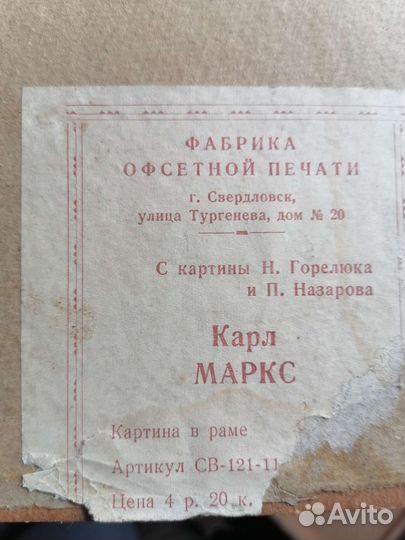 ФАБРИКА
ОФСЕТНОЙ ПЕЧАТИ
г. Свердловск,
улица Тургенева, дом № 20
С картины Н. Горелюка
и П. Назарова
Карл
МАРКС
Картина в раме
Артикул СВ-121-11
Цена 4 р. 20 к.
Avito